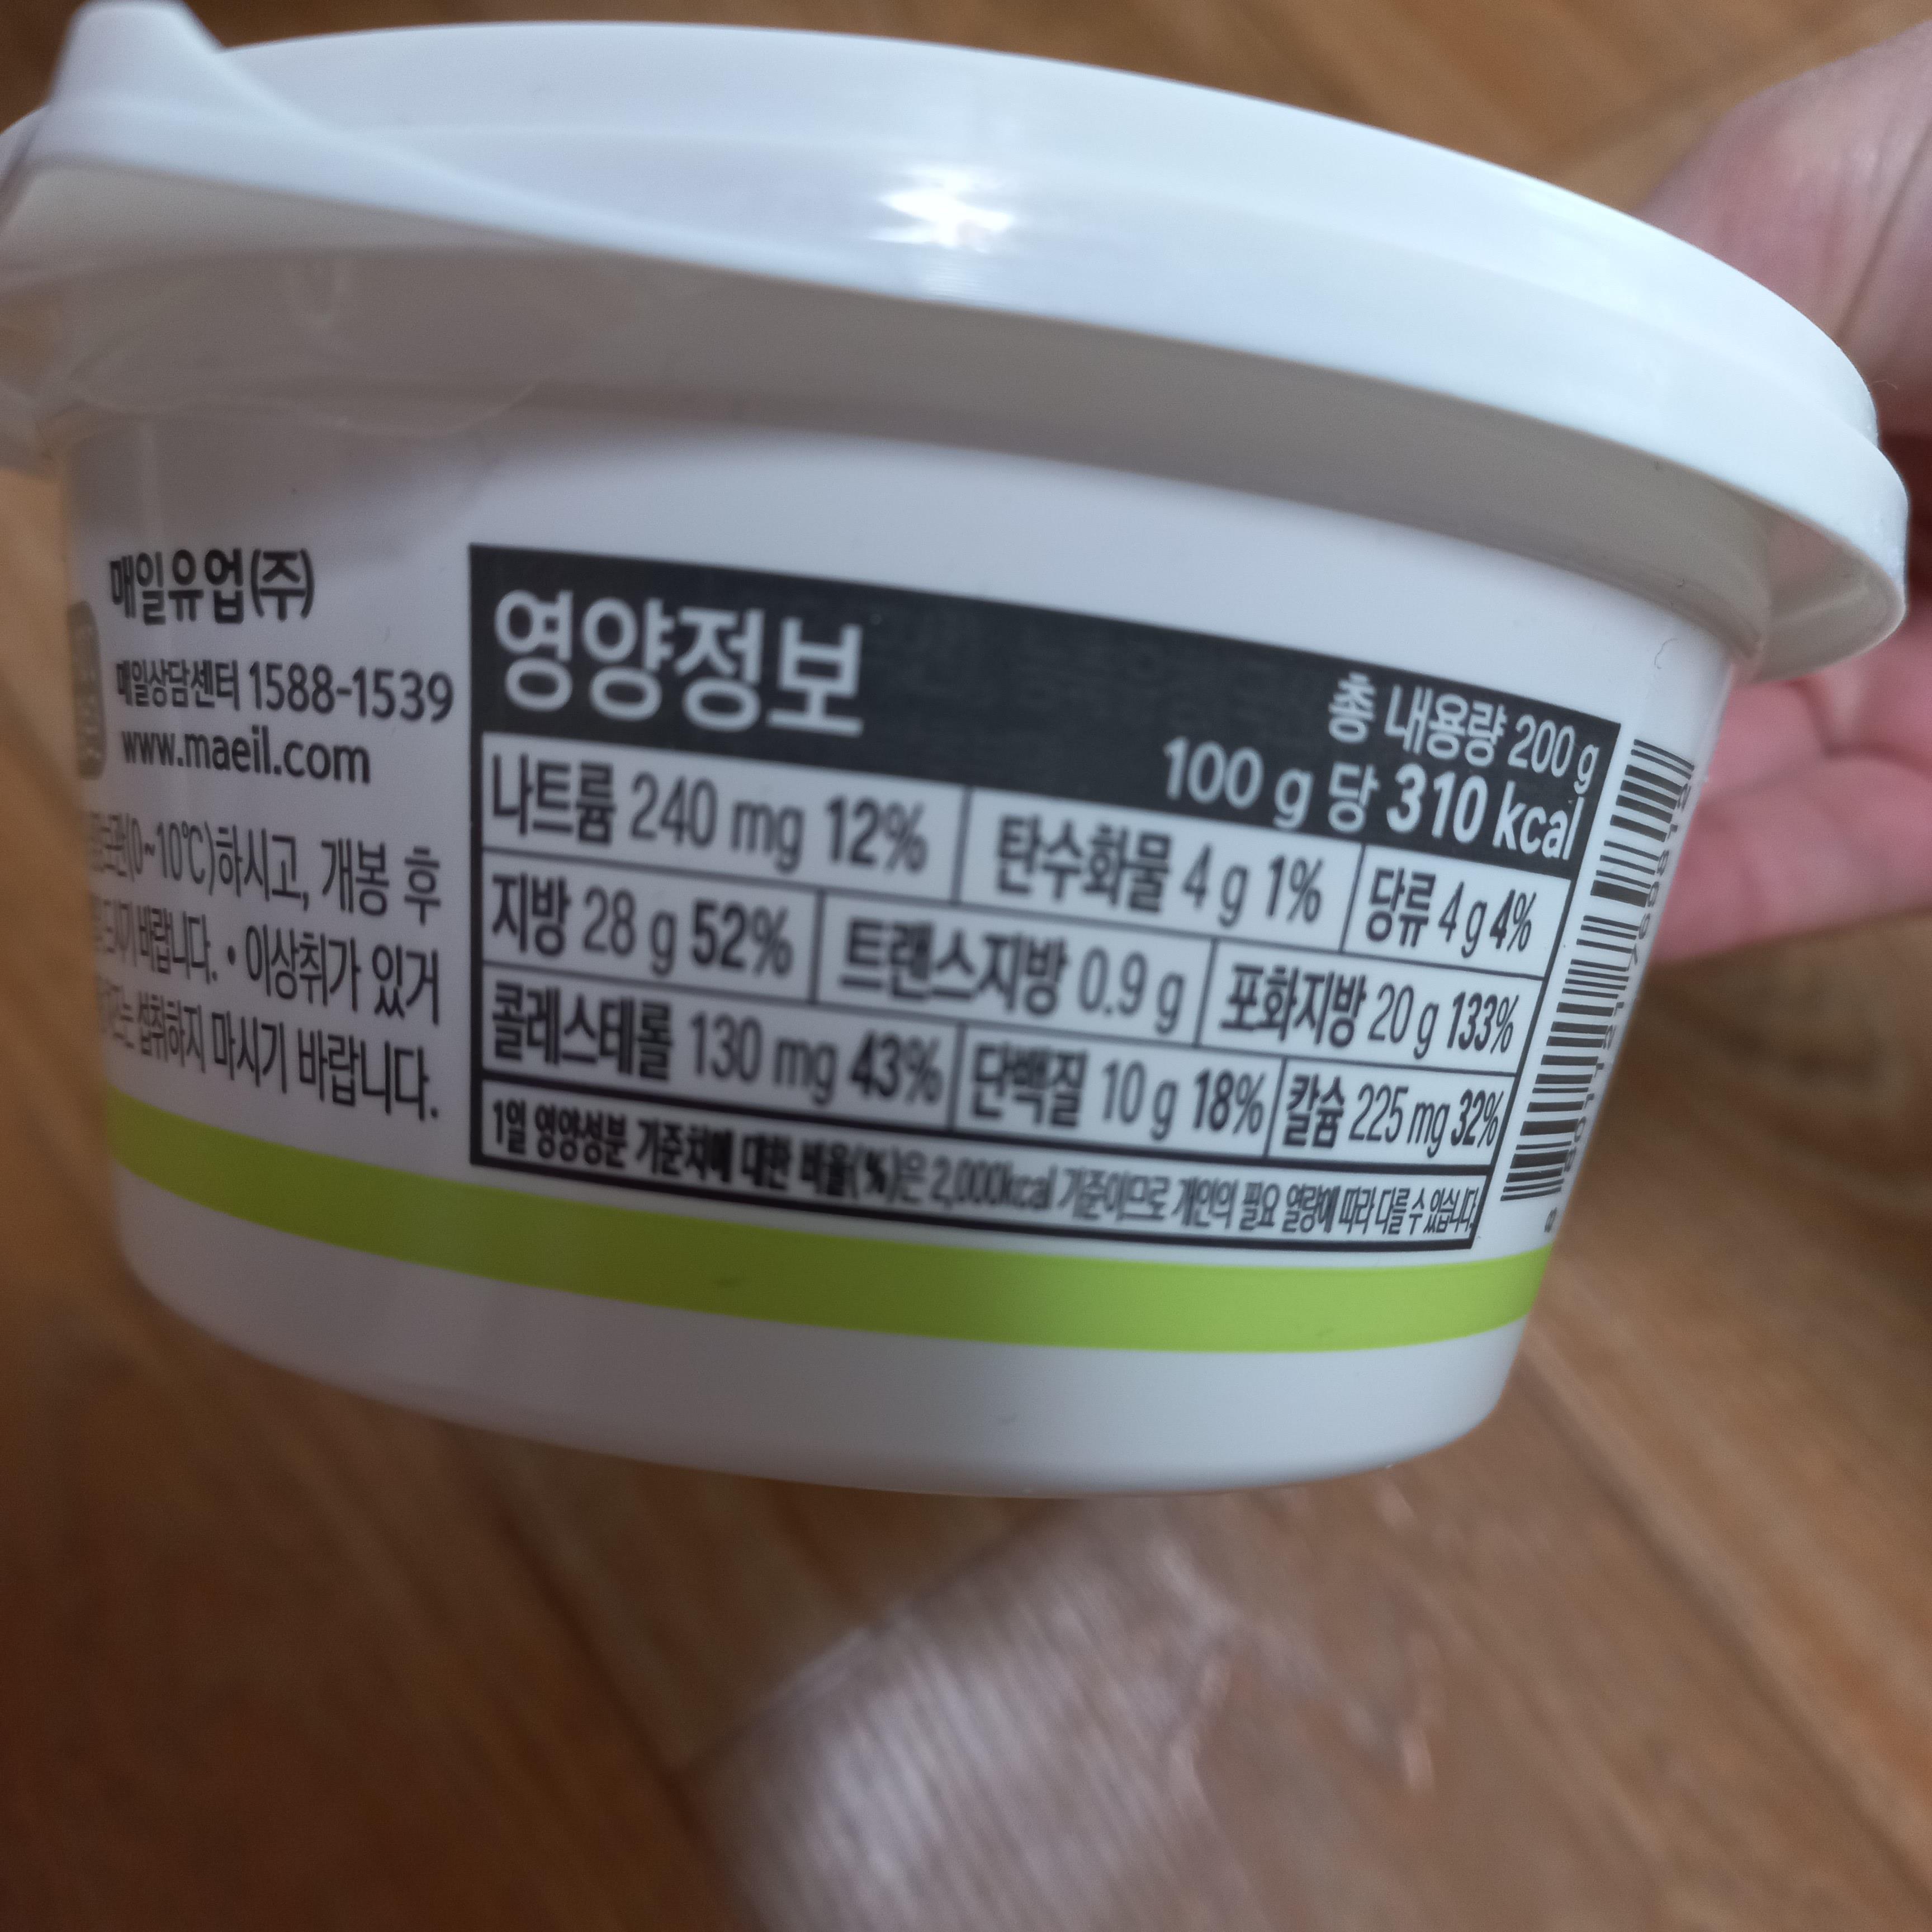 매일유업(주)
매일상담센터 1588-1539
www.maeil.com
(0~10℃)하시고, 개봉 후
바랍니다. • 이상취가 있거
섭취하지 마시기 바랍니다.
영양정보
총 내용량 200 g
100 g 당 310 kcal
나트륨 240 mg 12% 탄수화물 4 g 1% 당류 4 g 4%
지방 28 g 52% 트랜스지방 0.9 g 포화지방 20 g 133%
콜레스테롤 130 mg 43% 단백질 10 g 18% 칼슘 225 mg 32%
1일 영양성분 기준치에 대한 비율(%)은 2,000kcal 기준이므로 개인의 필요 열량에 따라 다를 수 있습니다.